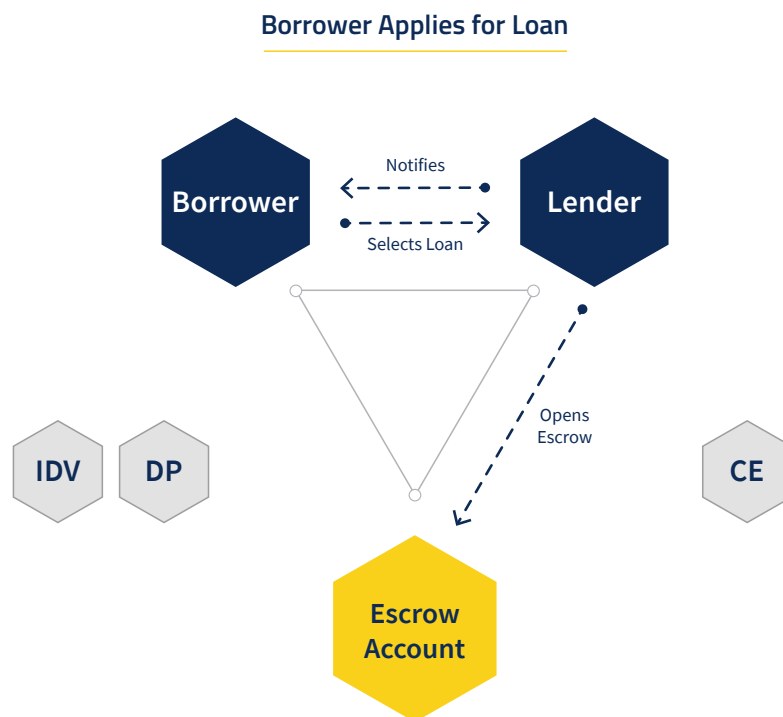 Borrower Applies for Loan
Notifies
Borrower
Lender
Selects Loan
Opens
Escrow
IDV
DP
CE
Escrow
Account